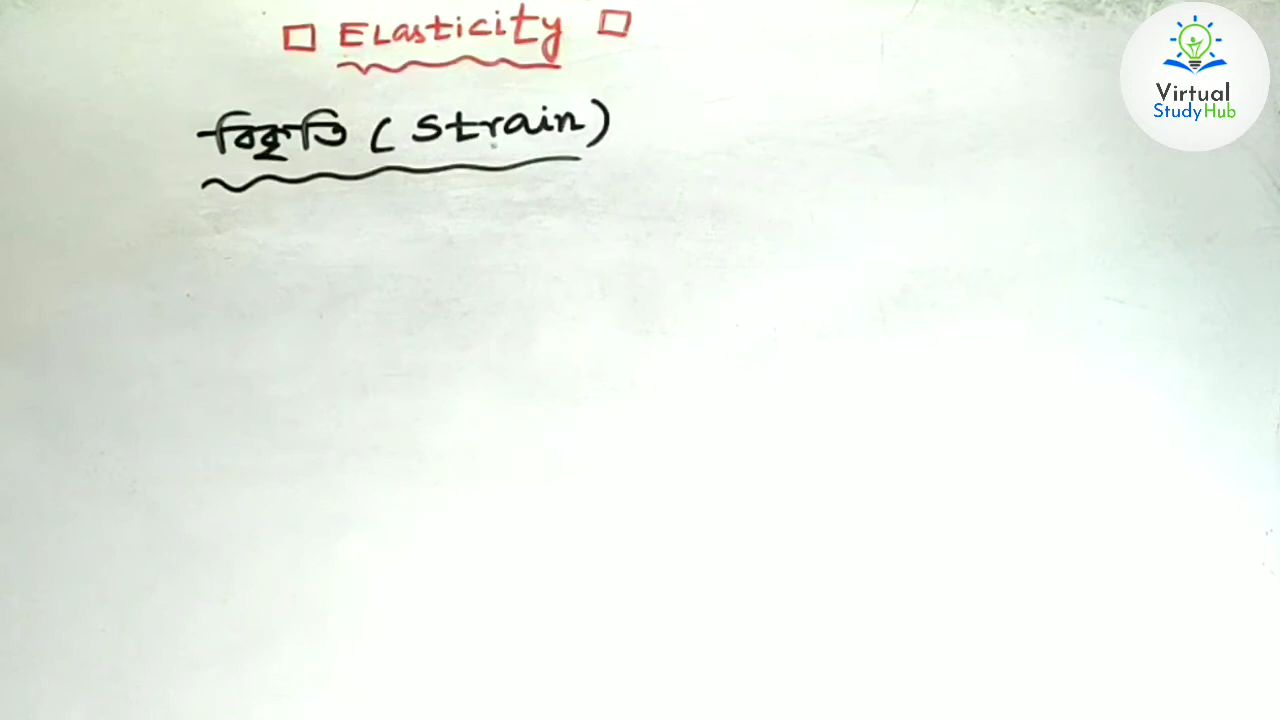 □ Elasticity □
বিকৃতি ( Strain )
Virtual
StudyHub